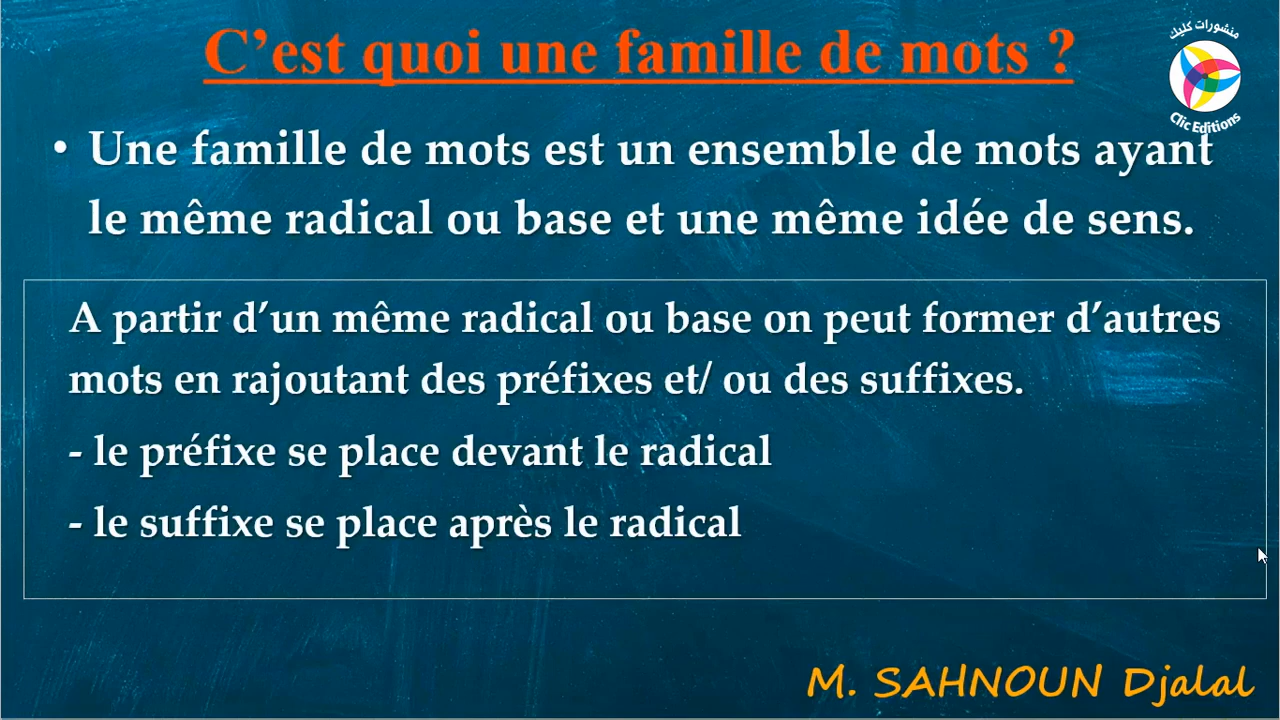 C’est quoi une famille de mots ?
منشورات كليك
Clic Editions
• Une famille de mots est un ensemble de mots ayant
le même radical ou base et une même idée de sens.
A partir d’un même radical ou base on peut former d’autres
mots en rajoutant des préfixes et/ ou des suffixes.
- le préfixe se place devant le radical
- le suffixe se place après le radical
M. SAHNOUN Djalal